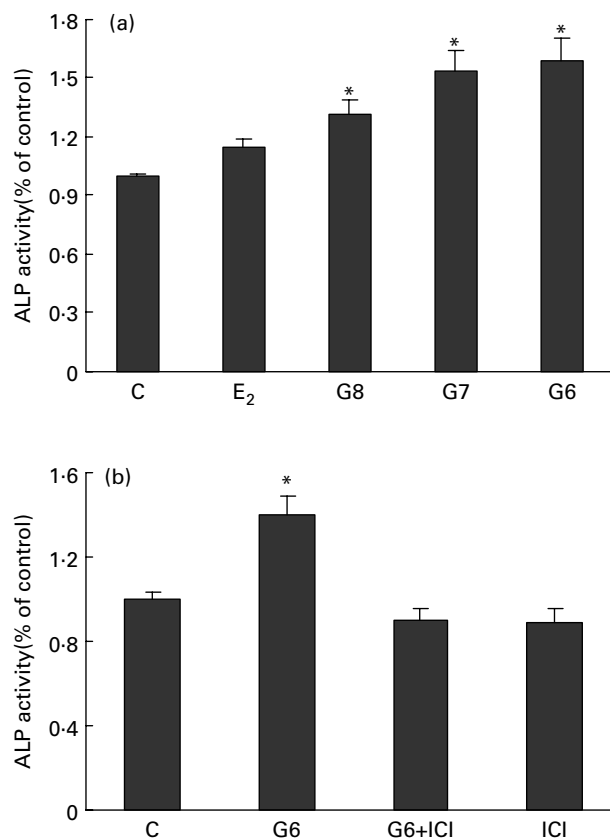 (a)
ALP activity(% of control)
1·8
1·5
1·2
0·9
0·6
0·3
0
*
*
*
C E₂ G8 G7 G6
(b)
ALP activity(% of control)
1·6
1·2
0·8
0·4
0
*
C G6 G6+ICI ICI